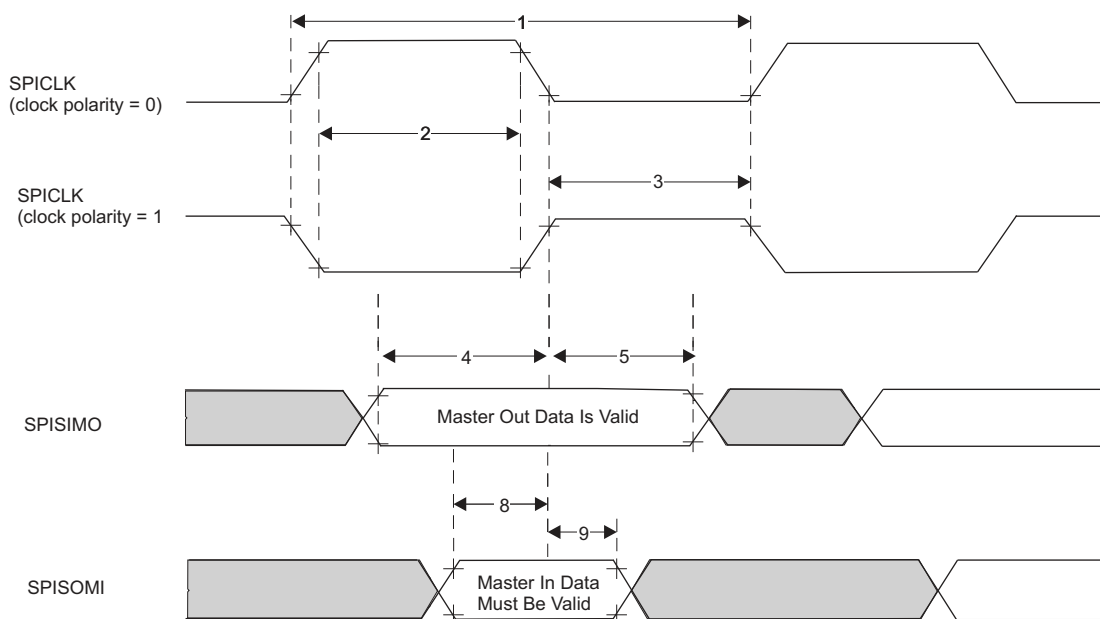 1
SPICLK
(clock polarity = 0)
2
3
SPICLK
(clock polarity = 1
4
5
SPISIMO
Master Out Data Is Valid
8
9
SPISOMI
Master In Data
Must Be Valid